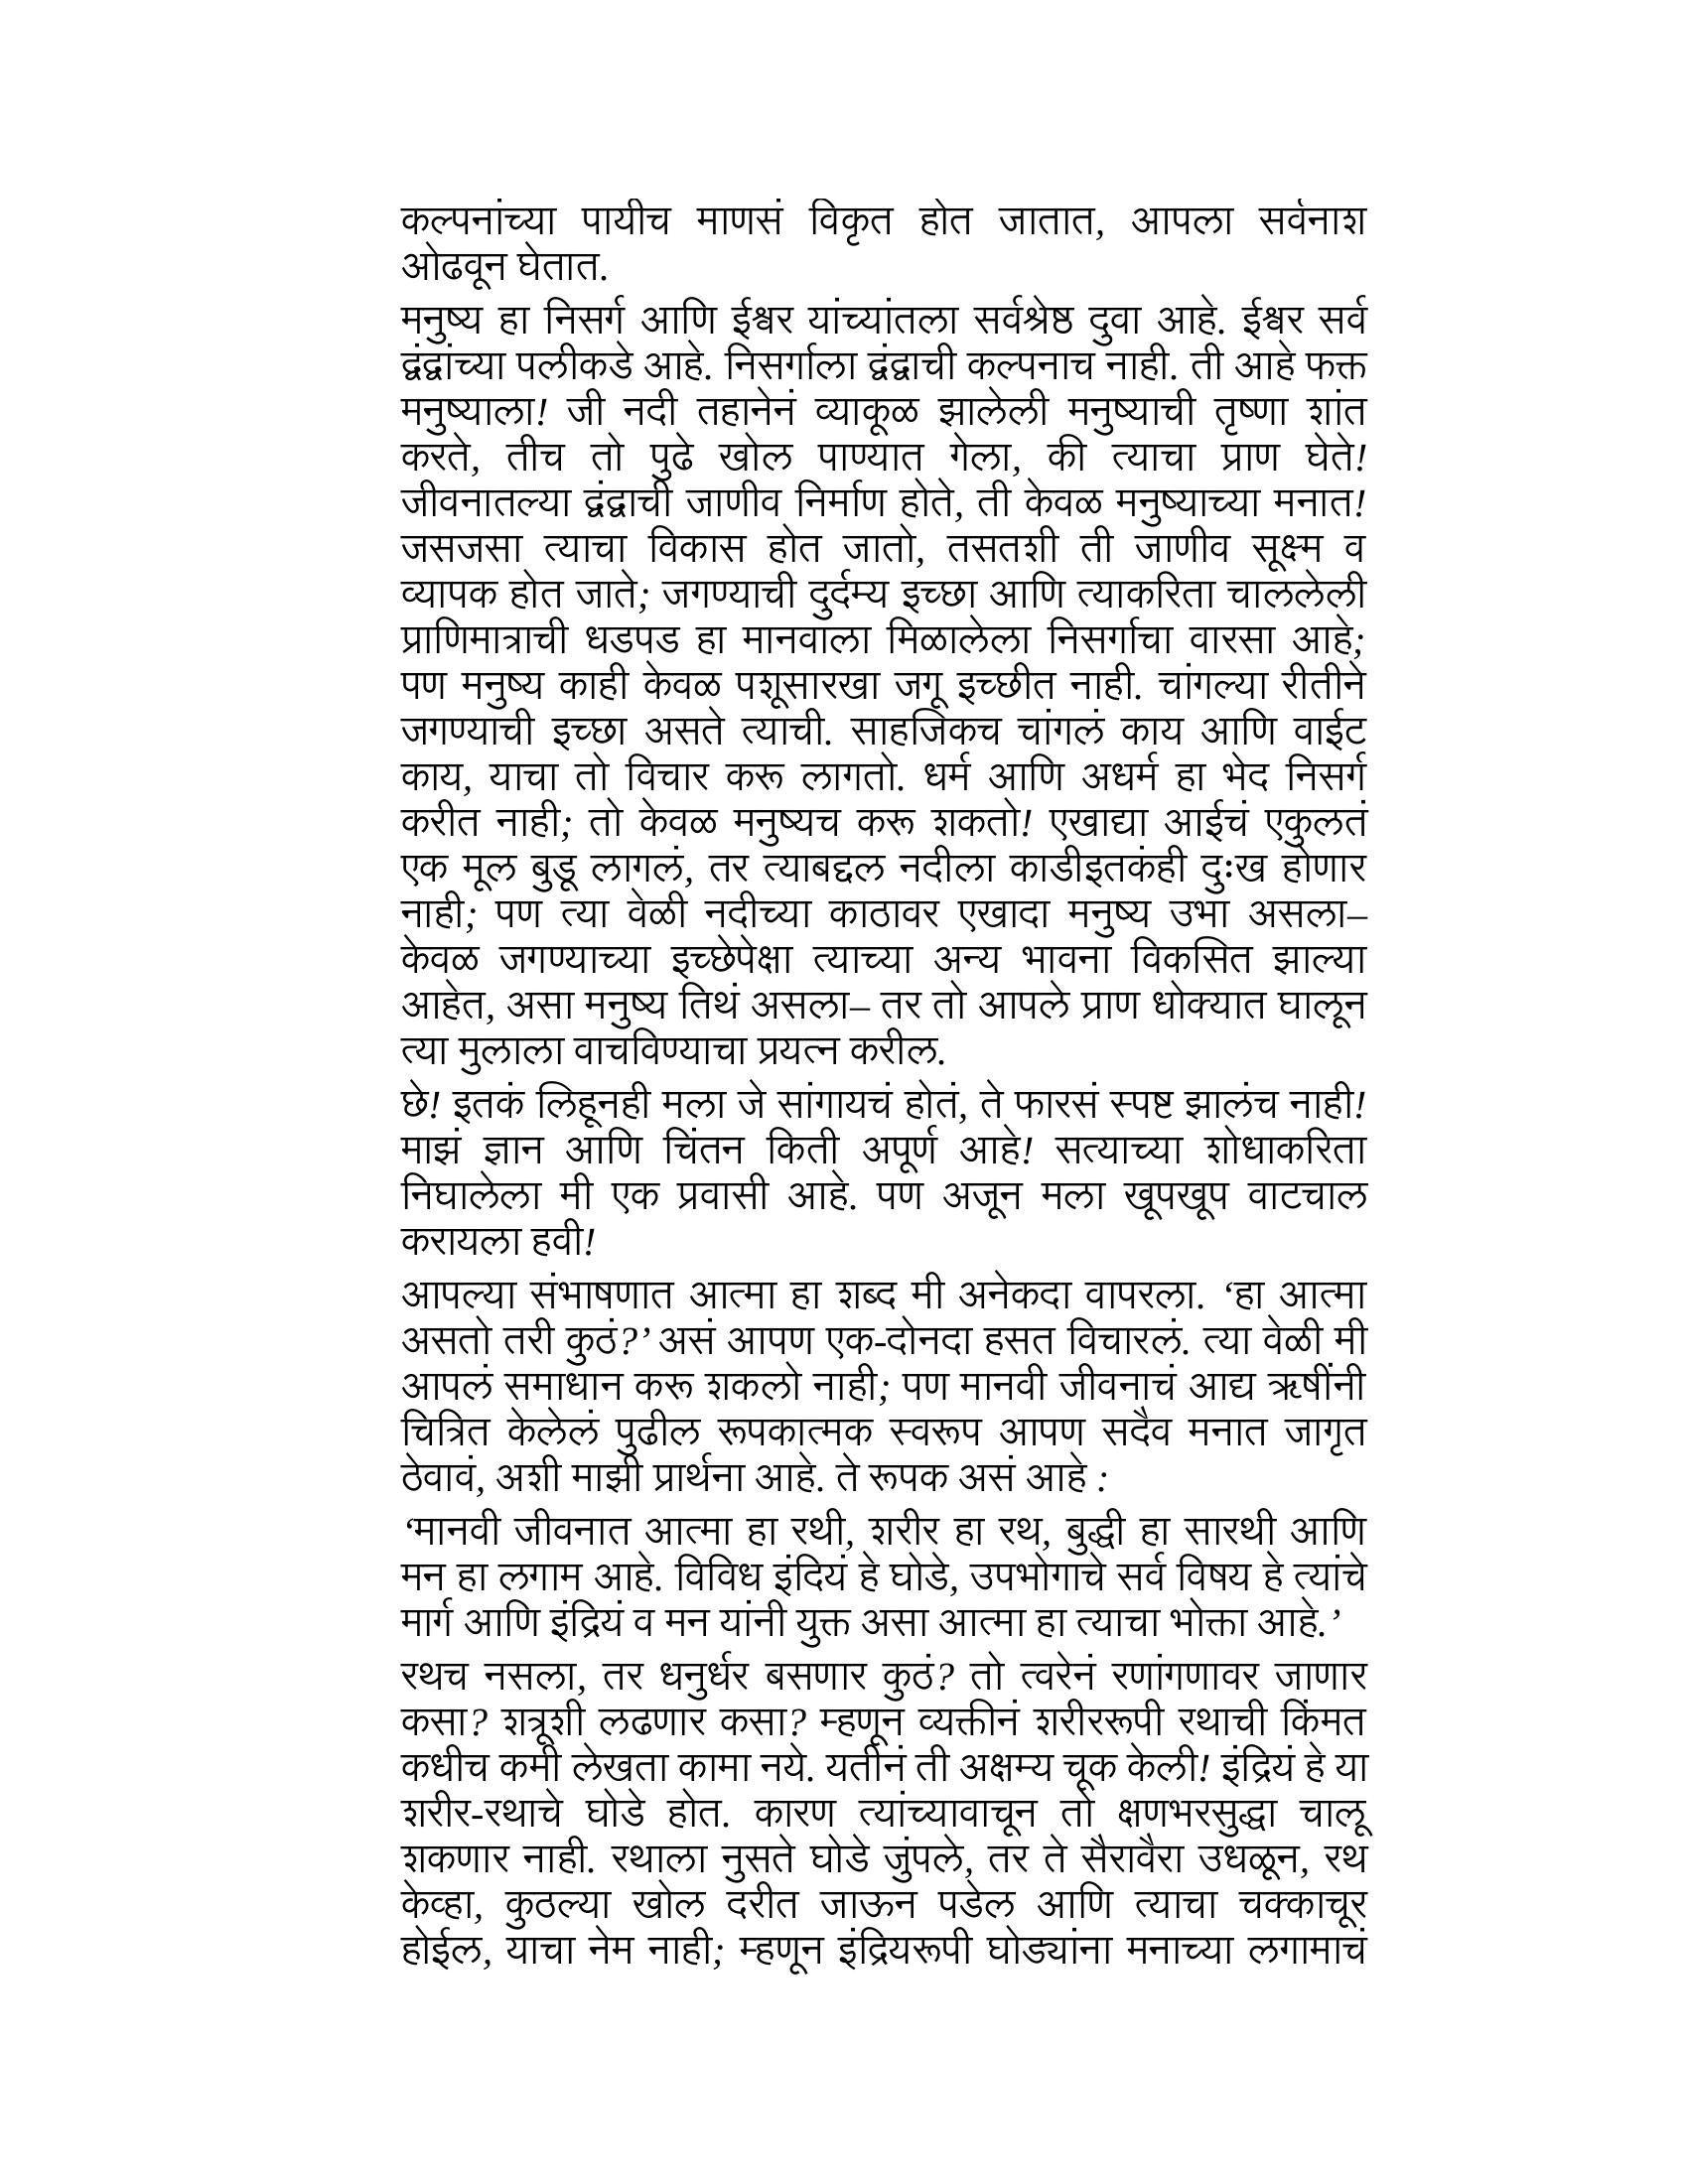 कल्पनांच्या पायीच माणसं विकृत होत जातात, आपला सर्वनाश
ओढवून घेतात.
मनुष्य हा निसर्ग आणि ईश्वर यांच्यांतला सर्वश्रेष्ठ दुवा आहे. ईश्वर सर्व
द्वंद्वांच्या पलीकडे आहे. निसर्गाला द्वंद्वाची कल्पनाच नाही. ती आहे फक्त
मनुष्याला! जी नदी तहानेनं व्याकूळ झालेली मनुष्याची तृष्णा शांत
करते, तीच तो पुढे खोल पाण्यात गेला, की त्याचा प्राण घेते!
जीवनातल्या द्वंद्वाची जाणीव निर्माण होते, ती केवळ मनुष्याच्या मनात!
जसजसा त्याचा विकास होत जातो, तसतशी ती जाणीव सूक्ष्म व
व्यापक होत जाते; जगण्याची दुर्दम्य इच्छा आणि त्याकरिता चाललेली
प्राणिमात्राची धडपड हा मानवाला मिळालेला निसर्गाचा वारसा आहे;
पण मनुष्य काही केवळ पशूसारखा जगू इच्छीत नाही. चांगल्या रीतीने
जगण्याची इच्छा असते त्याची. साहजिकच चांगलं काय आणि वाईट
काय, याचा तो विचार करू लागतो. धर्म आणि अधर्म हा भेद निसर्ग
करीत नाही; तो केवळ मनुष्यच करू शकतो! एखाद्या आईचं एकुलतं
एक मूल बुडू लागलं, तर त्याबद्दल नदीला काडीइतकंही दुःख होणार
नाही; पण त्या वेळी नदीच्या काठावर एखादा मनुष्य उभा असला–
केवळ जगण्याच्या इच्छेपेक्षा त्याच्या अन्य भावना विकसित झाल्या
आहेत, असा मनुष्य तिथं असला– तर तो आपले प्राण धोक्यात घालून
त्या मुलाला वाचविण्याचा प्रयत्न करील.
छे! इतकं लिहूनही मला जे सांगायचं होतं, ते फारसं स्पष्ट झालंच नाही!
माझं ज्ञान आणि चिंतन किती अपूर्ण आहे! सत्याच्या शोधाकरिता
निघालेला मी एक प्रवासी आहे. पण अजून मला खूपखूप वाटचाल
करायला हवी!
आपल्या संभाषणात आत्मा हा शब्द मी अनेकदा वापरला. ‘हा आत्मा
असतो तरी कुठं?’ असं आपण एक-दोनदा हसत विचारलं. त्या वेळी मी
आपलं समाधान करू शकलो नाही; पण मानवी जीवनाचं आद्य ऋषींनी
चित्रित केलेलं पुढील रूपकात्मक स्वरूप आपण सदैव मनात जागृत
ठेवावं, अशी माझी प्रार्थना आहे. ते रूपक असं आहे :
‘मानवी जीवनात आत्मा हा रथी, शरीर हा रथ, बुद्धी हा सारथी आणि
मन हा लगाम आहे. विविध इंदियं हे घोडे, उपभोगाचे सर्व विषय हे त्यांचे
मार्ग आणि इंद्रियं व मन यांनी युक्त असा आत्मा हा त्याचा भोक्ता आहे.’
रथच नसला, तर धनुर्धर बसणार कुठं? तो त्वरेनं रणांगणावर जाणार
कसा? शत्रूशी लढणार कसा? म्हणून व्यक्तीनं शरीररूपी रथाची किंमत
कधीच कमी लेखता कामा नये. यतीनं ती अक्षम्य चूक केली! इंद्रियं हे या
शरीर-रथाचे घोडे होत. कारण त्यांच्यावाचून तो क्षणभरसुद्धा चालू
शकणार नाही. रथाला नुसते घोडे जुंपले, तर ते सैरावैरा उधळून, रथ
केव्हा, कुठल्या खोल दरीत जाऊन पडेल आणि त्याचा चक्काचूर
होईल, याचा नेम नाही; म्हणून इंद्रियरूपी घोड्यांना मनाच्या लगामाचं